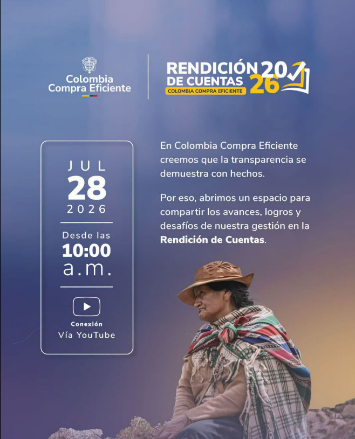 Colombia
Compra Eficiente
RENDICIÓN 20
DE CUENTAS 26
COLOMBIA COMPRA EFICIENTE
JUL
28
2026
Desde las
10:00
a.m.
Conexión
Vía YouTube
En Colombia Compra Eficiente
creemos que la transparencia se
demuestra con hechos.
Por eso, abrimos un espacio para
compartir los avances, logros y
desafíos de nuestra gestión en la
Rendición de Cuentas.